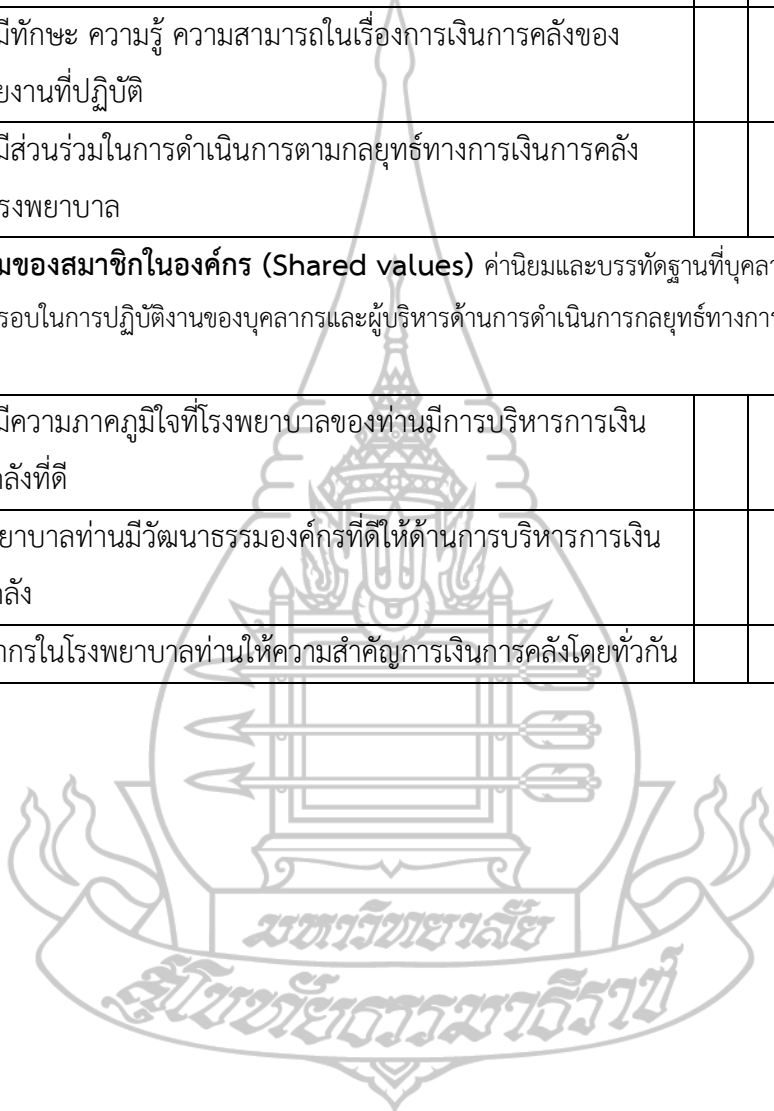 มีทักษะ ความรู้ ความสามารถในเรื่องการเงินการคลังของ
ยงานที่ปฏิบัติ
มีส่วนร่วมในการดำเนินการตามกลยุทธ์ทางการเงินการคลัง
รงพยาบาล
มของสมาชิกในองค์กร (Shared values) ค่านิยมและบรรทัดฐานที่บุคลา
รอบในการปฏิบัติงานของบุคลากรและผู้บริหารด้านการดำเนินการกลยุทธ์ทางการ
มีความภาคภูมิใจที่โรงพยาบาลของท่านมีการบริหารการเงิน
ลังที่ดี
ยาบาลท่านมีวัฒนาธรรมองค์กรที่ดีให้ด้านการบริหารการเงิน
ลัง
ากรในโรงพยาบาลท่านให้ความสำคัญการเงินการคลังโดยทั่วกัน
มหาวิทยาลัย
สุโขทัยธรรมาธิราช